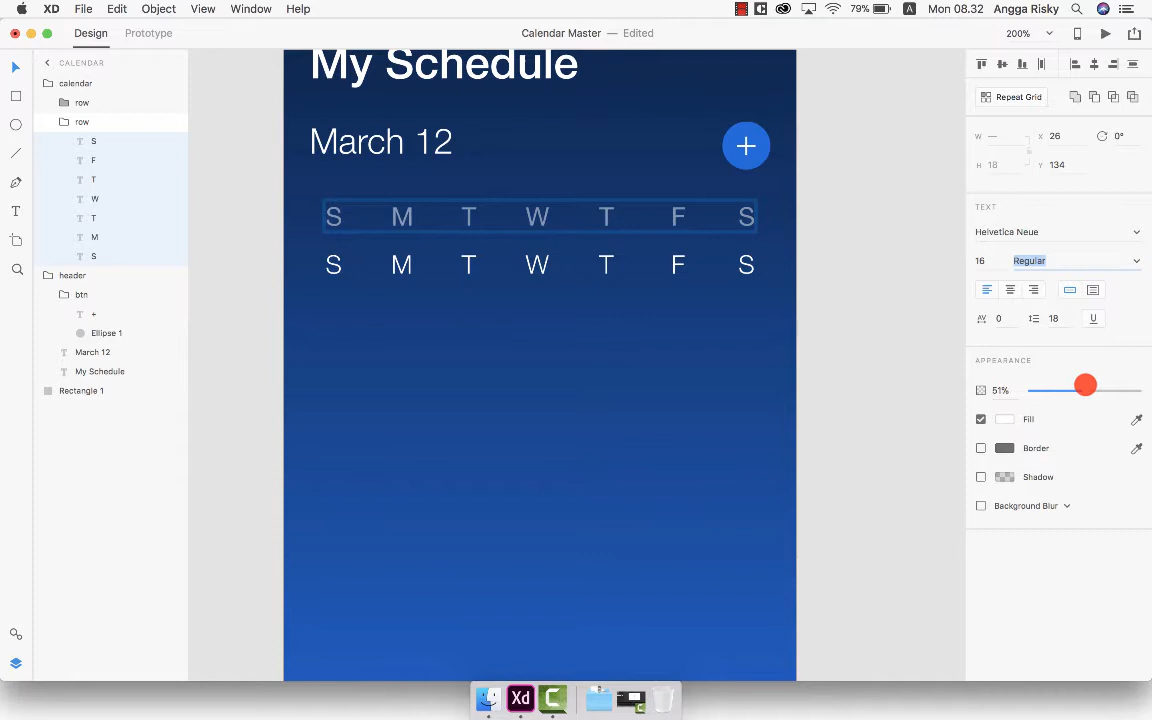 XD File Edit Object View Window Help
79% A Mon 08.32 Angga Risky
Design Prototype
Calendar Master — Edited
200%
CALENDAR
calendar
row
row
T S
T F
T T
T W
T T
T M
T S
header
btn
T +
Ellipse 1
T March 12
T My Schedule
Rectangle 1
T
My Schedule
March 12
+
S M T W T F S
S M T W T F S
Repeat Grid
W — X 26 0°
H 18 Y 134
TEXT
Helvetica Neue
16 Regular
AV 0 18 U
APPEARANCE
51%
Fill
Border
Shadow
Background Blur
Xd C